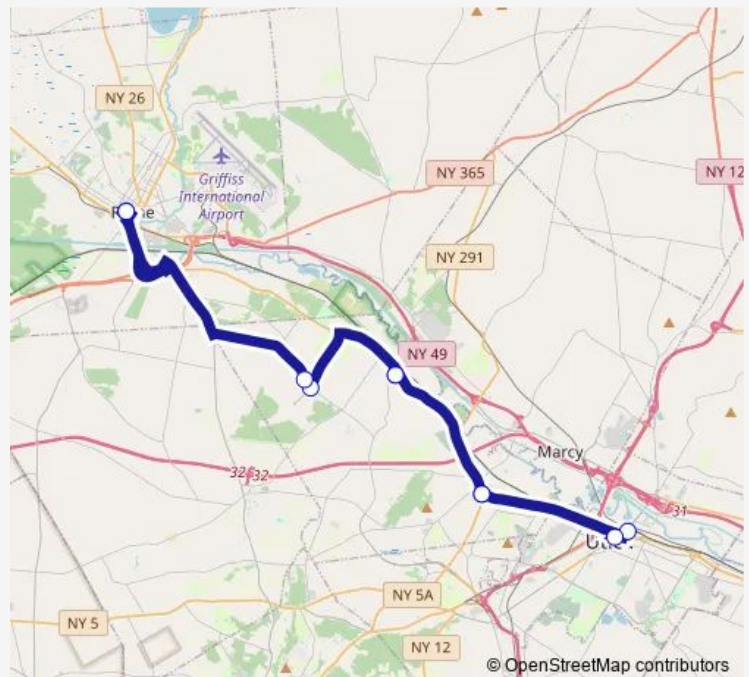 NY 26
Griffiss
International
Airport
NY 365
NY 12
NY 291
NY 49
32
32
Marcy
31
NY 5A
NY 5
NY 12
© OpenStreetMap contributors